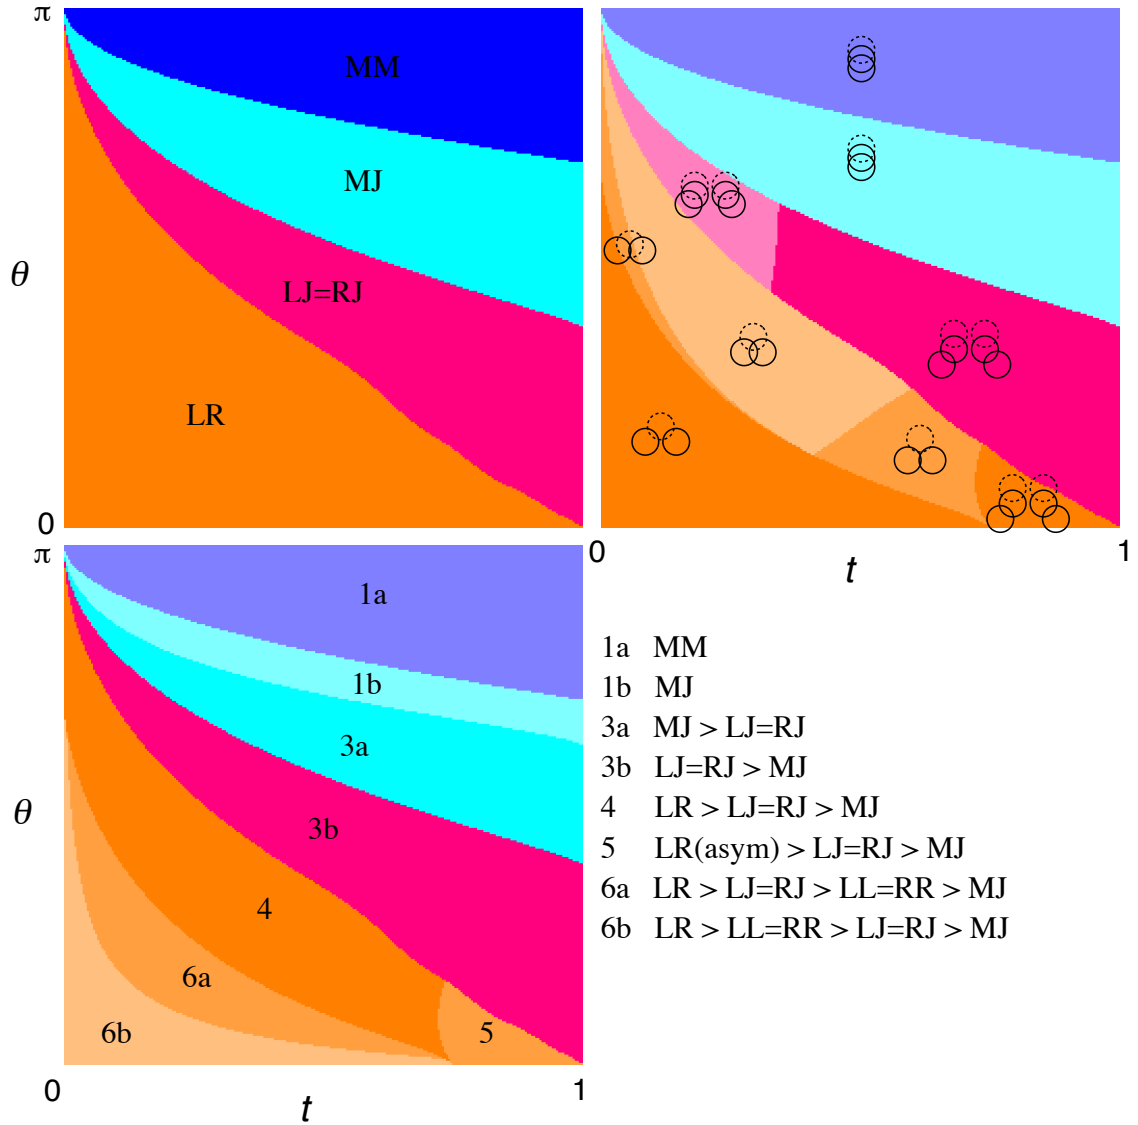 π
MM
MJ
θ
LJ=RJ
LR
0
0
t
1
π
1a
1b
3a
θ
3b
4
6a
6b
5
0
t
1
1a MM
1b MJ
3a MJ > LJ=RJ
3b LJ=RJ > MJ
4 LR > LJ=RJ > MJ
5 LR(asym) > LJ=RJ > MJ
6a LR > LJ=RJ > LL=RR > MJ
6b LR > LL=RR > LJ=RJ > MJ